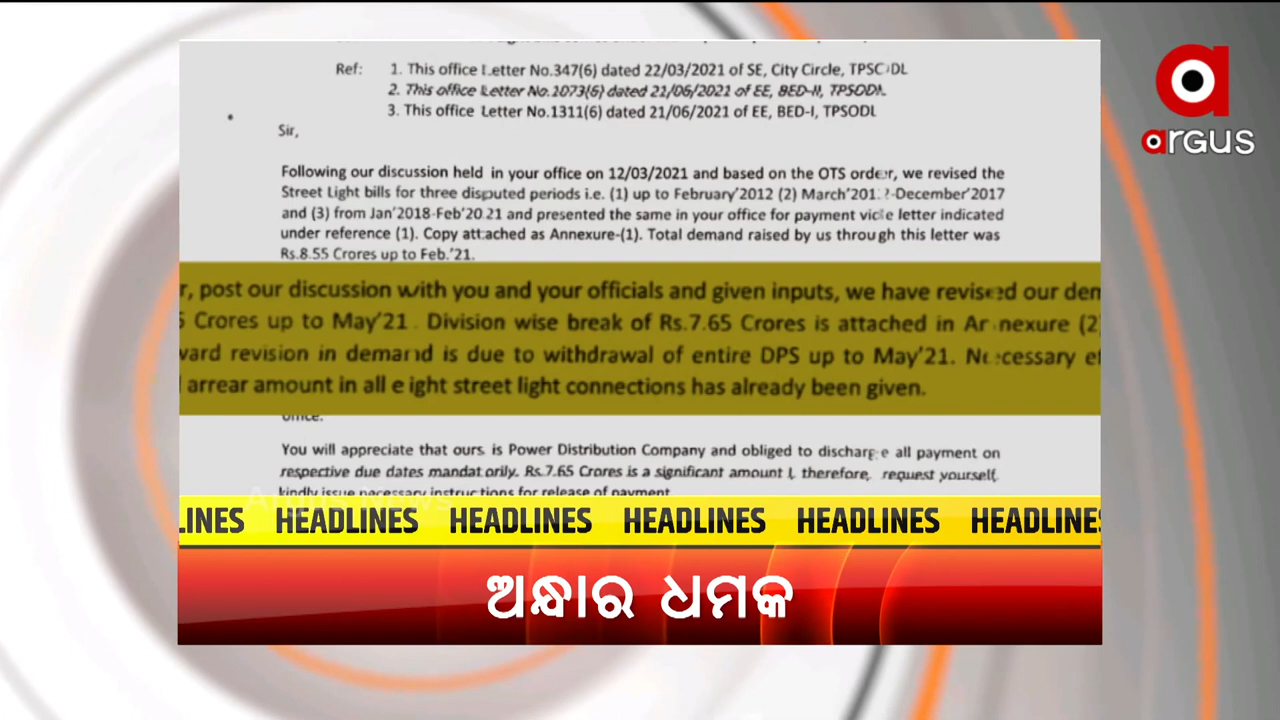 Ref: 1. This office Letter No.347(6) dated 22/03/2021 of SE, City Circle, TPSODL
2. This office Letter No.1073(6) dated 21/06/2021 of EE, BED-II, TPSODL
3. This office Letter No.1311(6) dated 21/06/2021 of EE, BED-I, TPSODL
Sir,
Following our discussion held in your office on 12/03/2021 and based on the OTS order, we revised the
Street Light bills for three disputed periods i.e. (1) up to February'2012 (2) March'2012-December'2017
and (3) from Jan'2018-Feb'2021 and presented the same in your office for payment vide letter indicated
under reference (1). Copy attached as Annexure-(1). Total demand raised by us through this letter was
Rs.8.55 Crores up to Feb.'21.
r, post our discussion with you and your officials and given inputs, we have revised our dem
5 Crores up to May'21. Division wise break of Rs.7.65 Crores is attached in Annexure (2)
vard revision in demand is due to withdrawal of entire DPS up to May'21. Necessary ef
arrear amount in all eight street light connections has already been given.
office.
You will appreciate that ours is Power Distribution Company and obliged to discharge all payment on
respective due dates mandatorily. Rs.7.65 Crores is a significant amount I, therefore, request yourself,
kindly issue necessary instructions for release of payment
Argus News
LINES HEADLINES HEADLINES HEADLINES HEADLINES HEADLINES
ଅନ୍ଧାର ଧମକ
argus